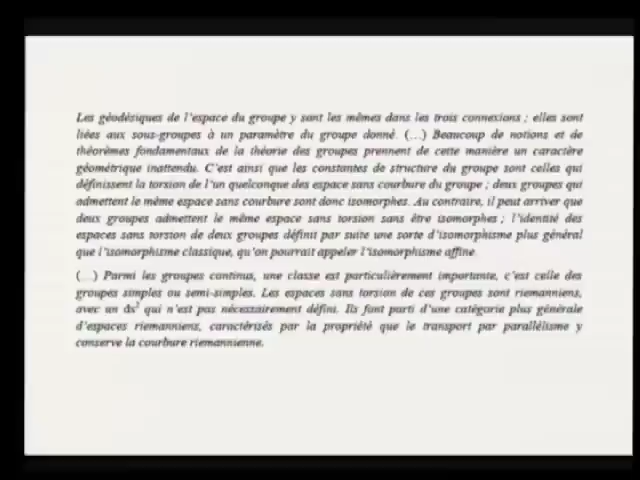 Les géodésiques de l'espace du groupe y sont les mêmes dans les trois connexions ; elles sont
liées aux sous-groupes à un paramètre du groupe donné. (…) Beaucoup de notions et de
théorèmes fondamentaux de la théorie des groupes prennent de cette manière un caractère
géométrique inattendu. C'est ainsi que les constantes de structure du groupe sont celles qui
définissent la torsion de l'un quelconque des espace sans courbure du groupe ; deux groupes qui
admettent le même espace sans courbure sont donc isomorphes. Au contraire, il peut arriver que
deux groupes admettent le même espace sans torsion sans être isomorphes ; l'identité des
espaces sans torsion de deux groupes définit par suite une sorte d'isomorphisme plus général
que l'isomorphisme classique, qu'on pourrait appeler l'isomorphisme affine.
(…) Parmi les groupes continus, une classe est particulièrement importante, c'est celle des
groupes simples ou semi-simples. Les espaces sans torsion de ces groupes sont riemanniens,
avec un ds² qui n'est pas nécessairement défini. Ils font parti d'une catégorie plus générale
d'espaces riemanniens, caractérisés par la propriété que le transport par parallélisme y
conserve la courbure riemannienne.